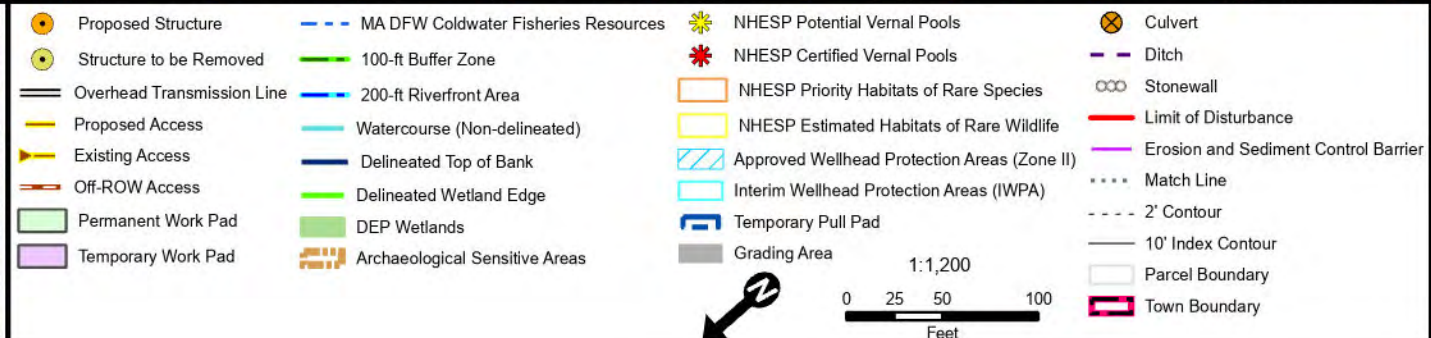 Proposed Structure
Structure to be Removed
Overhead Transmission Line
Proposed Access
Existing Access
Off-ROW Access
Permanent Work Pad
Temporary Work Pad
MA DFW Coldwater Fisheries Resources
100-ft Buffer Zone
200-ft Riverfront Area
Watercourse (Non-delineated)
Delineated Top of Bank
Delineated Wetland Edge
DEP Wetlands
Archaeological Sensitive Areas
NHESP Potential Vernal Pools
NHESP Certified Vernal Pools
NHESP Priority Habitats of Rare Species
NHESP Estimated Habitats of Rare Wildlife
Approved Wellhead Protection Areas (Zone II)
Interim Wellhead Protection Areas (IWPA)
Temporary Pull Pad
Grading Area
N
1:1,200
0 25 50 100
Feet
Culvert
Ditch
Stonewall
Limit of Disturbance
Erosion and Sediment Control Barrier
Match Line
2' Contour
10' Index Contour
Parcel Boundary
Town Boundary